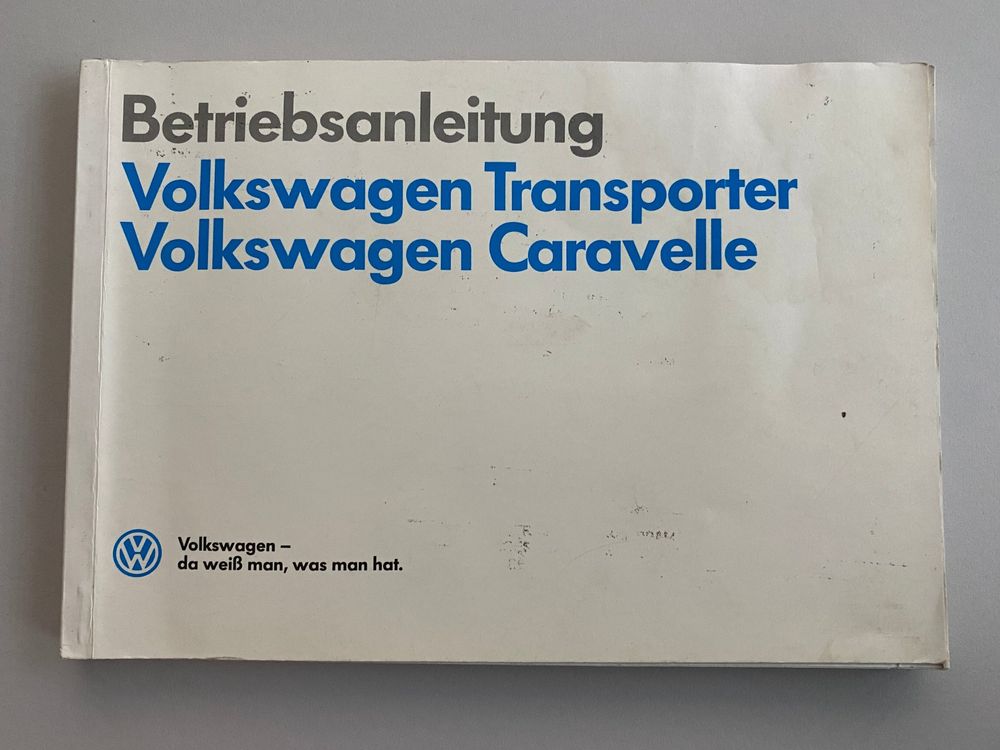 Betriebsanleitung
Volkswagen Transporter
Volkswagen Caravelle
Volkswagen –
da weiß man, was man hat.